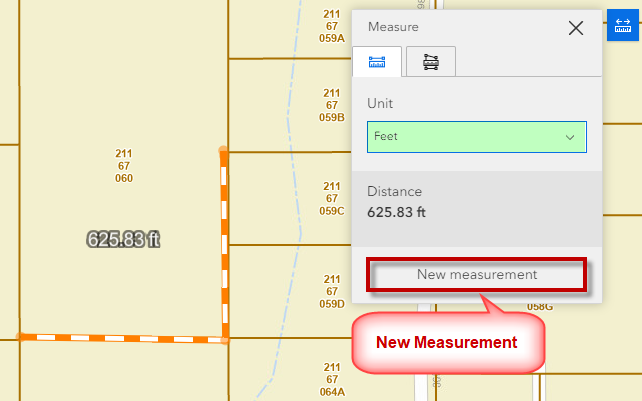 211
67
059A
211
67
059B
211
67
060
211
67
059C
625.83 ft
211
67
059D
211
67
064A
Measure
Unit
Feet
Distance
625.83 ft
New measurement
058G
New Measurement